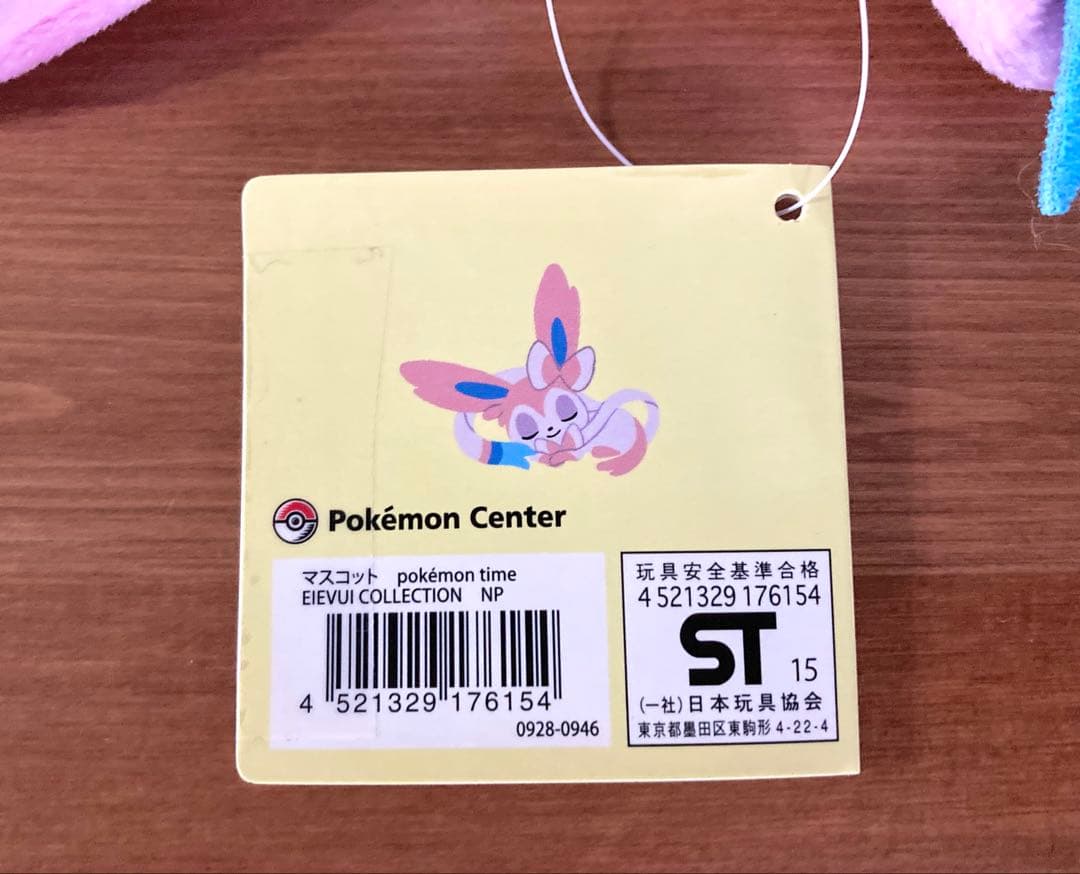 Pokémon Center
マスコット pokémon time
EIEVUI COLLECTION NP
4 521329 176154
0928-0946
玩具安全基準合格
4 521329 176154
ST 15
(一社)日本玩具協会
東京都墨田区東駒形 4-22-4